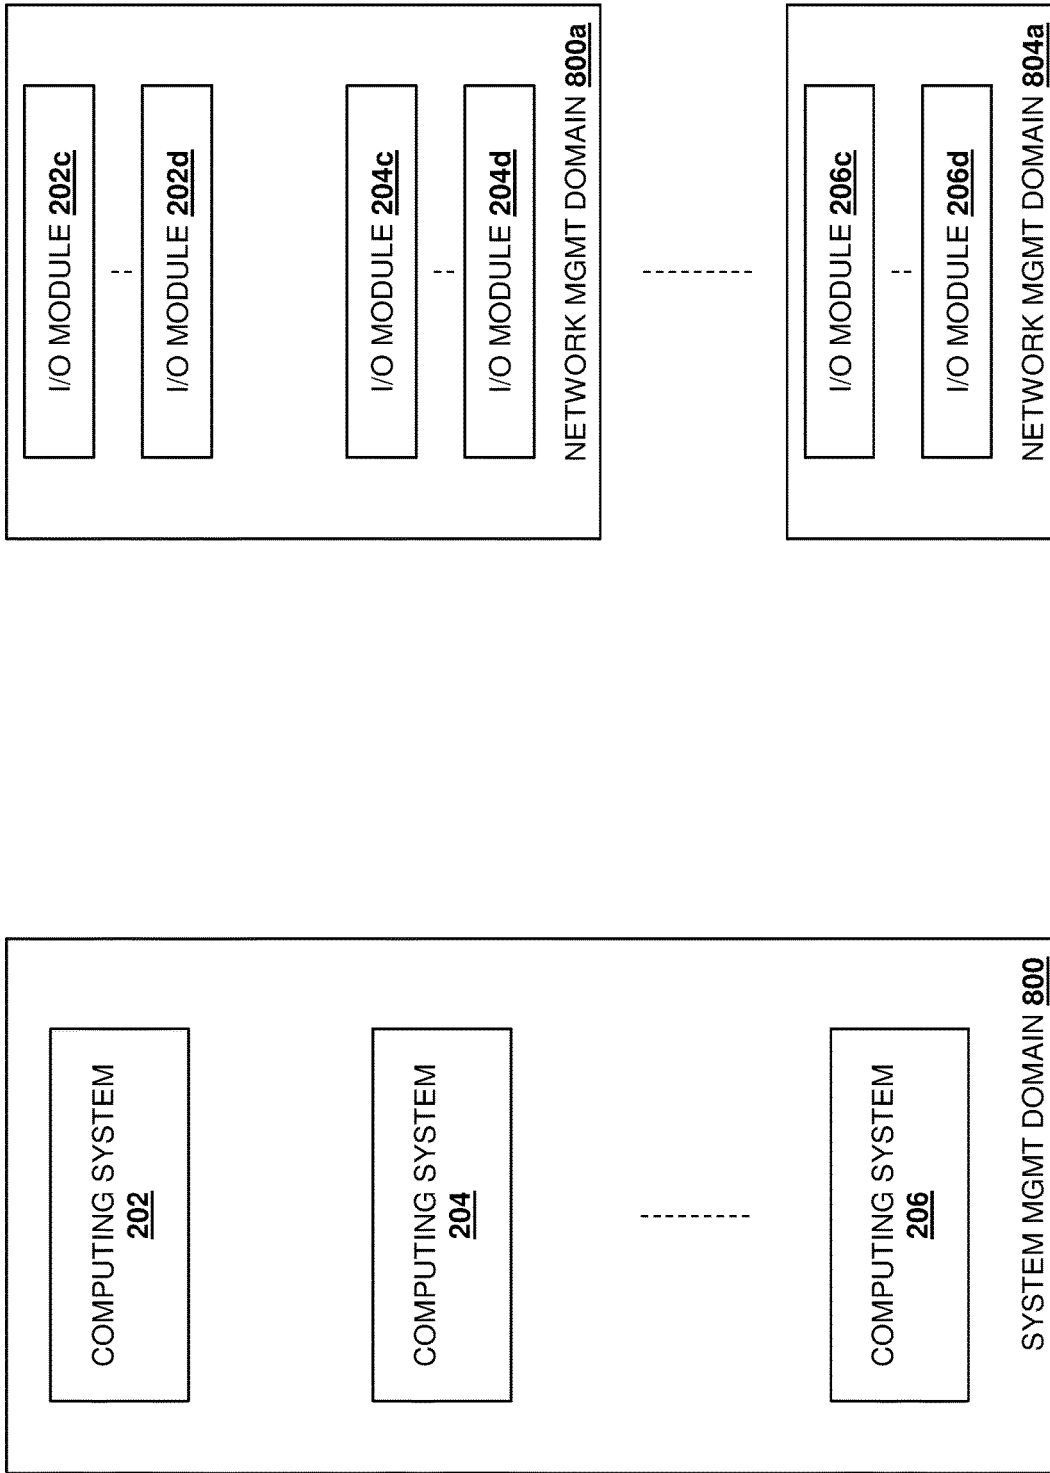 COMPUTING SYSTEM
202
COMPUTING SYSTEM
204
COMPUTING SYSTEM
206
SYSTEM MGMT DOMAIN 800
I/O MODULE 202c
I/O MODULE 202d
I/O MODULE 204c
I/O MODULE 204d
NETWORK MGMT DOMAIN 800a
I/O MODULE 206c
I/O MODULE 206d
NETWORK MGMT DOMAIN 804a